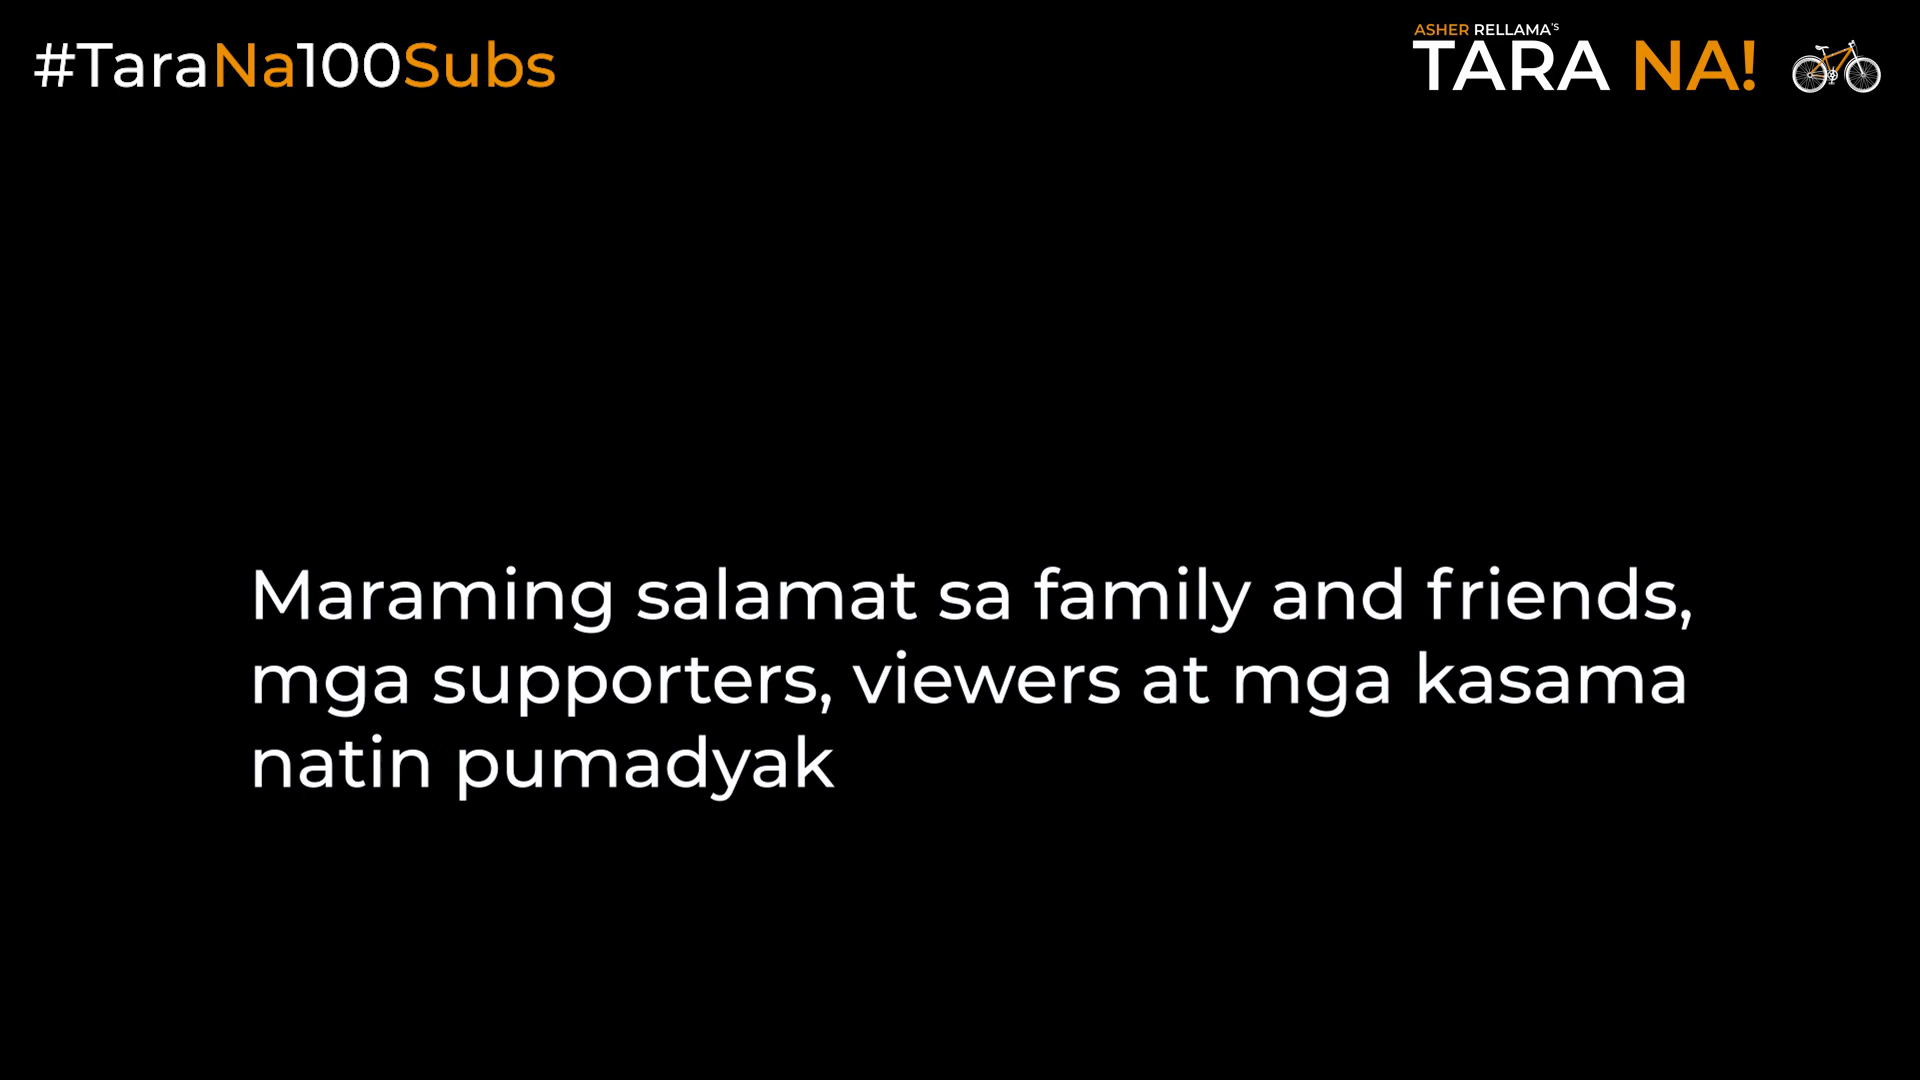 #TaraNa100Subs
ASHER RELLAMA'S
TARA NA!
Maraming salamat sa family and friends,
mga supporters, viewers at mga kasama
natin pumadyak